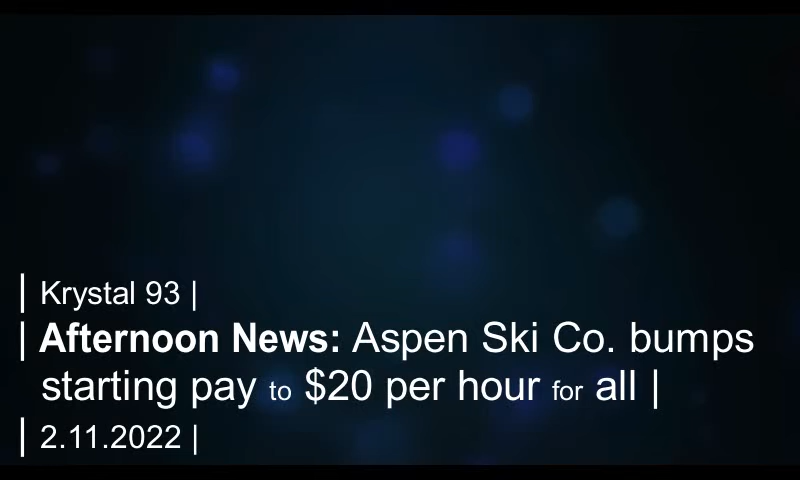 | Krystal 93 |
| Afternoon News: Aspen Ski Co. bumps
starting pay to $20 per hour for all |
| 2.11.2022 |